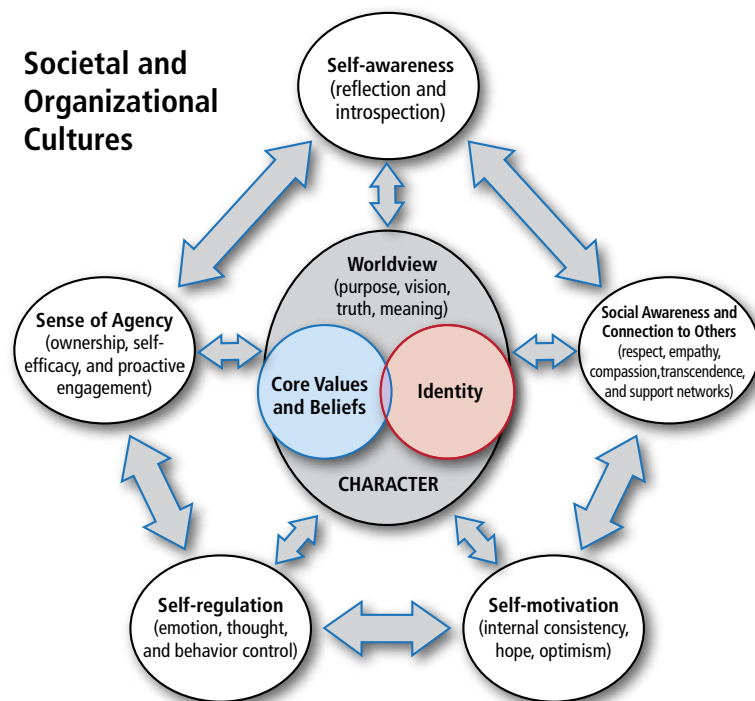 Societal and
Organizational
Cultures
Self-awareness
(reflection and
introspection)
Worldview
(purpose, vision,
truth, meaning)
Sense of Agency
(ownership, self-
efficacy, and proactive
engagement)
Social Awareness and
Connection to Others
(respect, empathy,
compassion,transcendence,
and support networks)
Core Values
and Beliefs
Identity
CHARACTER
Self-regulation
(emotion, thought,
and behavior control)
Self-motivation
(internal consistency,
hope, optimism)